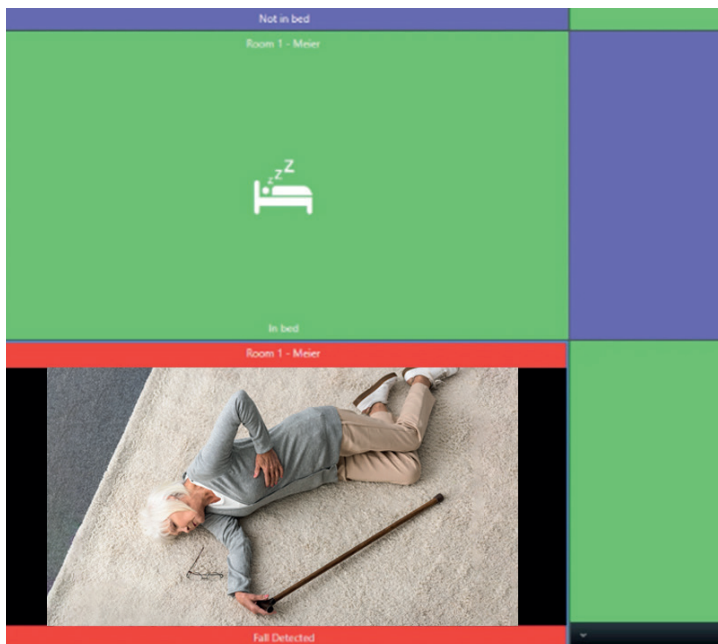 Not in bed
Room 1 - Meier
z z Z
In bed
Room 1 - Meier
Fall Detected